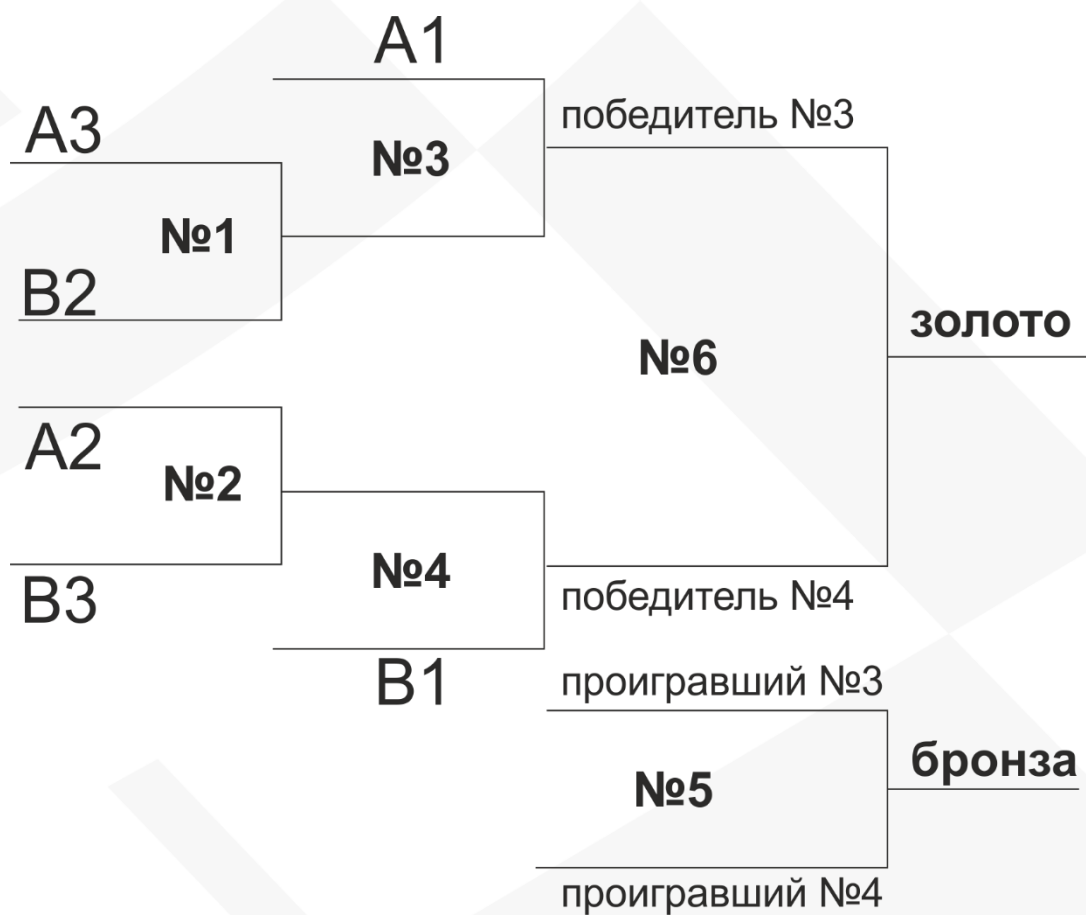 A1
A3
победитель №3
№3
№1
B2
золото
№6
A2
№2
№4
B3
победитель №4
B1
проигравший №3
бронза
№5
проигравший №4